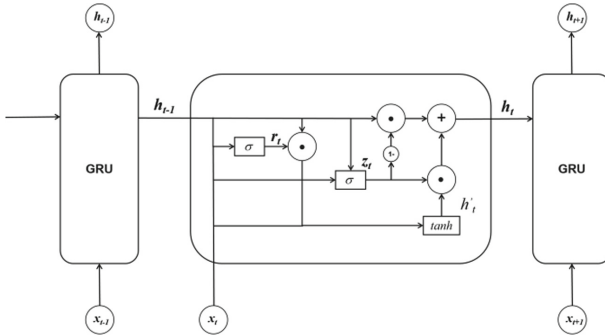 h_{t-1}
h_{t+1}
h_{t-1}
h_t
GRU
σ
r_t
1-
z_t
σ
h'_t
tanh
GRU
x_{t-1}
x_t
x_{t+1}